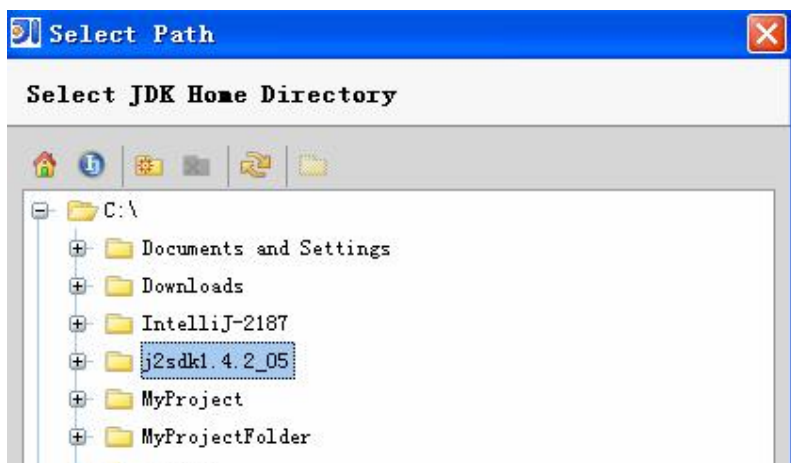 Select Path
Select JDK Home Directory
C:\
Documents and Settings
Downloads
IntelliJ-2187
j2sdk1.4.2_05
MyProject
MyProjectFolder